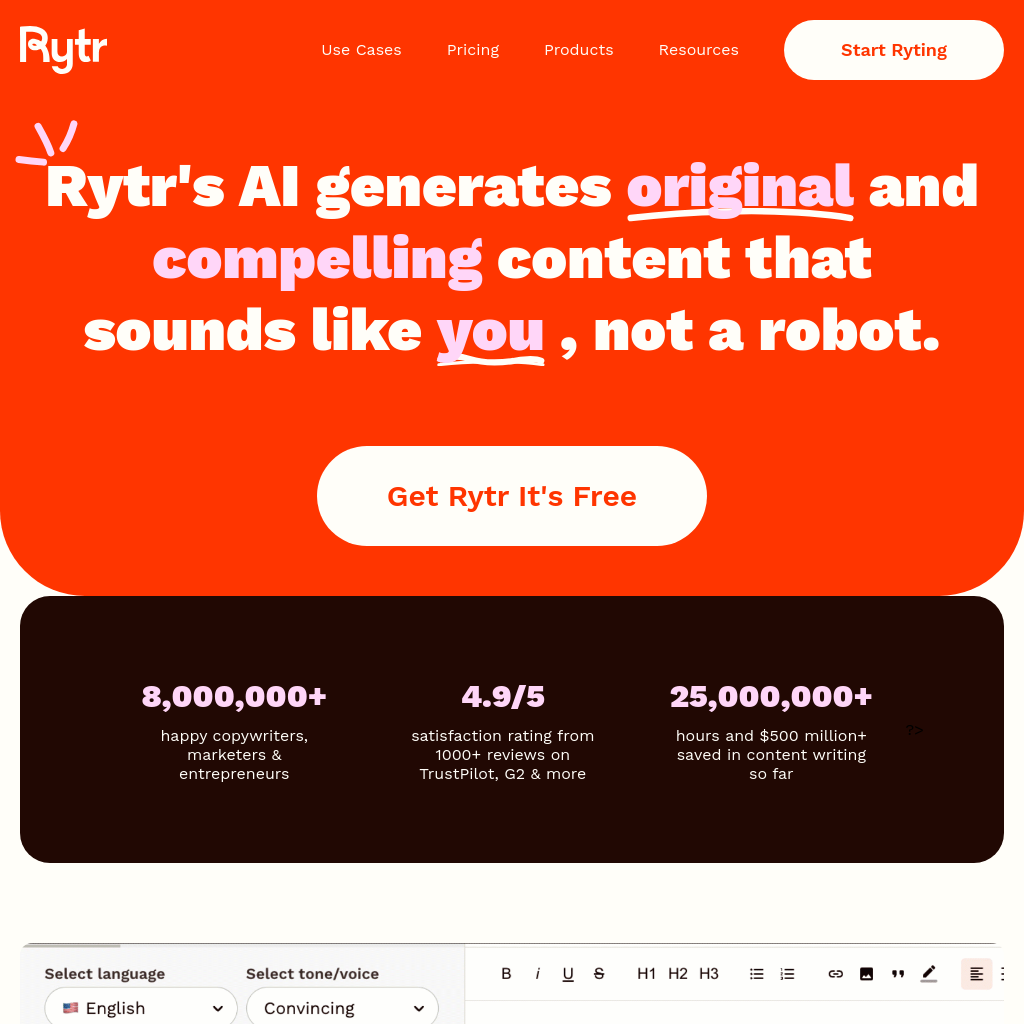 Rytr
Use Cases
Pricing
Products
Resources
Start Ryting
Rytr's AI generates original and
compelling content that
sounds like you , not a robot.
Get Rytr It's Free
8,000,000+
happy copywriters,
marketers &
entrepreneurs
4.9/5
satisfaction rating from
1000+ reviews on
TrustPilot, G2 & more
25,000,000+
hours and $500 million+
saved in content writing
so far
?>
Select language
Select tone/voice
English
Convincing
B i U S H1 H2 H3